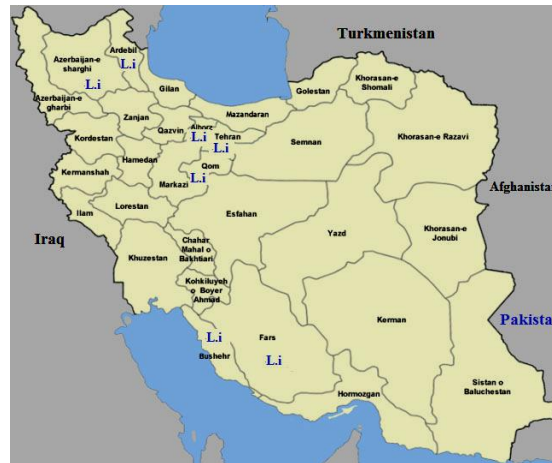 Turkmenistan
Ardebil
L.i
Azerbaijan-e
sharghi
L.i
Khorasan-e
Shomali
Golestan
Gilan
Azerbaijan-e
gharbi
Mazandaran
Zanjan
Qazvin
Alborz
L.i
Tehran
L.i
Semnan
Khorasan-e Razavi
Kordestan
Hamedan
Qom
L.i
Kermanshah
Markazi
Afghanistan
Ilam
Lorestan
Esfahan
Yazd
Khorasan-e
Jonubi
Iraq
Chahar
Mahal o
Bakhtiari
Khuzestan
Kohkiluyeh
o Boyer
Ahmad
Kerman
Pakista
L.i
Bushehr
Fars
L.i
Sistan o
Baluchestan
Hormozgan